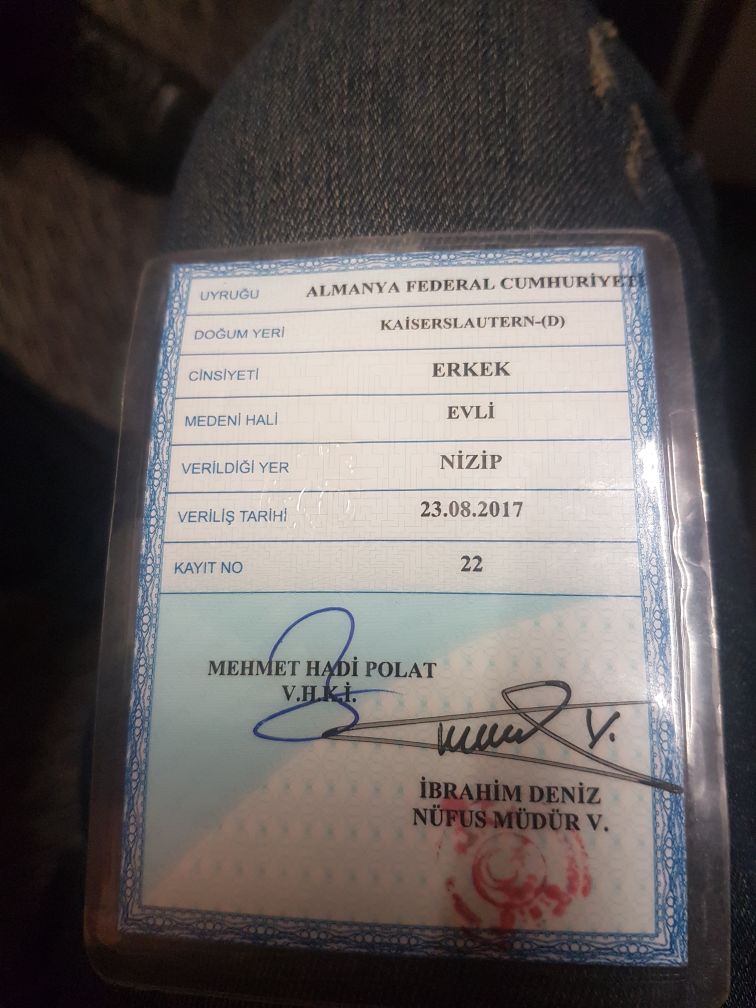 UYRUĞU ALMANYA FEDERAL CUMHURİYETİ
DOĞUM YERİ KAİSERSLAUTERN-(D)
CİNSİYETİ ERKEK
MEDENİ HALİ EVLİ
VERİLDİĞİ YER NİZİP
VERİLİŞ TARİHİ 23.08.2017
KAYIT NO 22
MEHMET HADİ POLAT
V.H.K.İ.
V.
İBRAHİM DENİZ
NÜFUS MÜDÜR V.